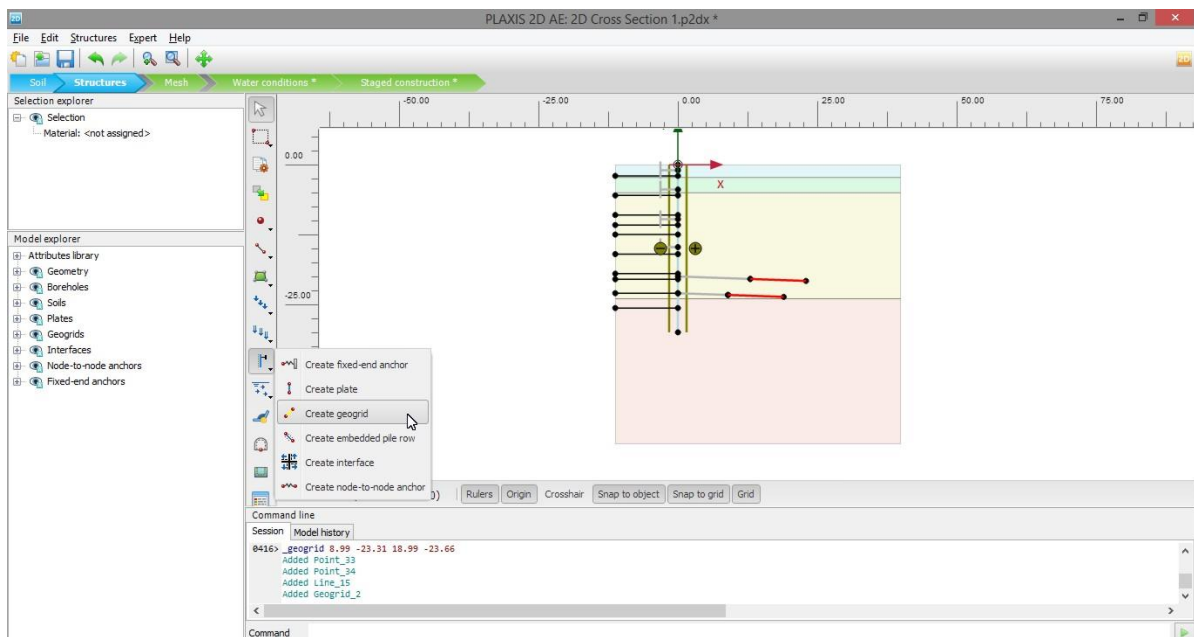 2D PLAXIS 2D AE: 2D Cross Section 1.p2dx *
File Edit Structures Expert Help
2D
Soil Structures Mesh Water conditions * Staged construction *
Selection explorer
Selection
Material: <not assigned>
Model explorer
Attributes library
Geometry
Boreholes
Soils
Plates
Geogrids
Interfaces
Node-to-node anchors
Fixed-end anchors
-50.00 -25.00 0.00 25.00 50.00 75.00
0.00
-25.00
X
Create fixed-end anchor
Create plate
Create geogrid
Create embedded pile row
Create interface
Create node-to-node anchor
0) Rulers Origin Crosshair Snap to object Snap to grid Grid
Command line
Session Model history
0416> _geogrid 8.99 -23.31 18.99 -23.66
Added Point_33
Added Point_34
Added Line_15
Added Geogrid_2
Command